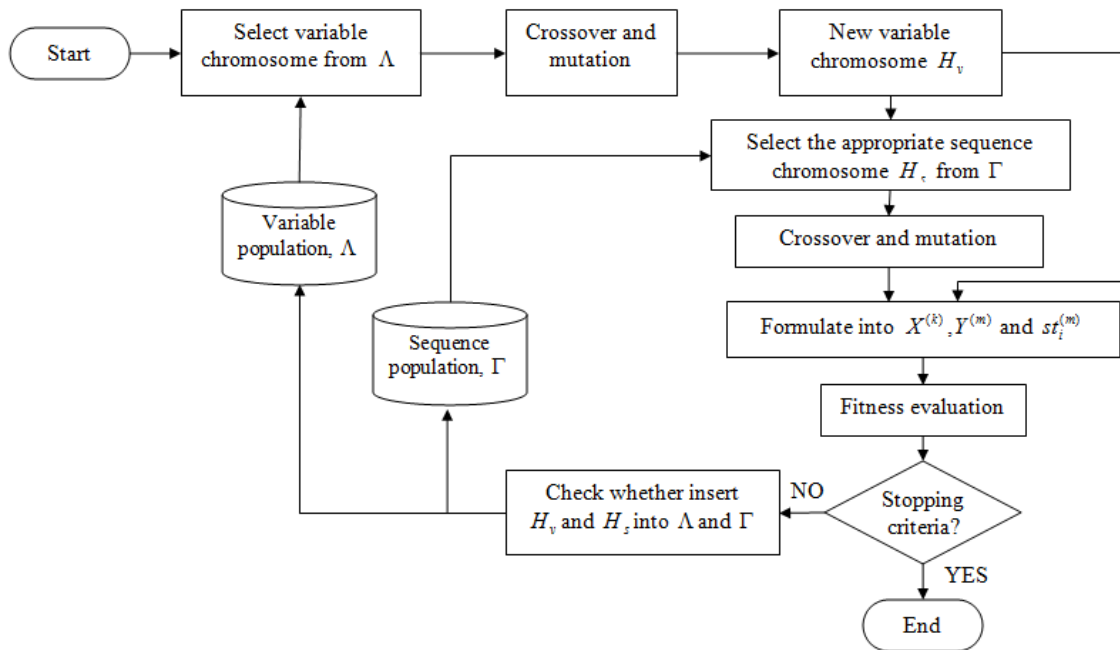 Start
Select variable
chromosome from Λ
Crossover and
mutation
New variable
chromosome H_v
Select the appropriate sequence
chromosome H_s from Γ
Crossover and mutation
Formulate into X^(k), Y^(m) and st_i^(m)
Fitness evaluation
Stopping
criteria?
NO
YES
End
Check whether insert
H_v and H_s into Λ and Γ
Variable
population, Λ
Sequence
population, Γ